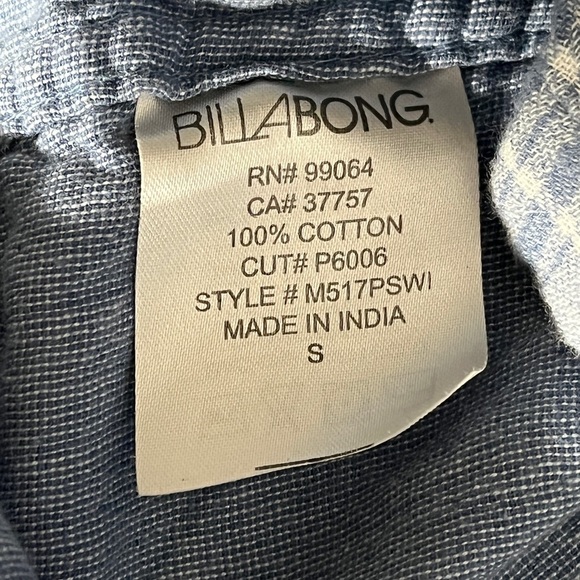 BILLABONG.
RN# 99064
CA# 37757
100% COTTON
CUT# P6006
STYLE # M517PSWI
MADE IN INDIA
S